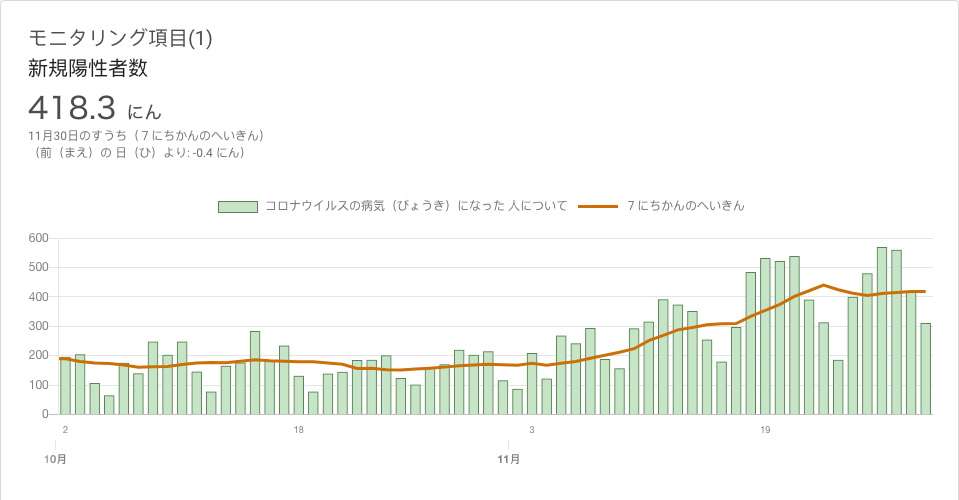 モニタリング項目(1)
新規陽性者数
418.3 にん
11月30日のすうち（７にちかんのへいきん）
（前（まえ）の 日（ひ）より: -0.4 にん）
コロナウイルスの病気（びょうき）になった 人について
７にちかんのへいきん
600
500
400
300
200
100
0
2
18
3
19
10月
11月